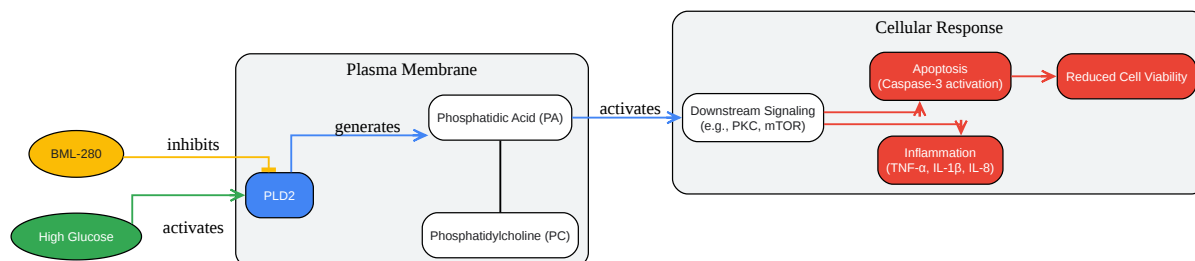 Cellular Response
Plasma Membrane
Apoptosis
(Caspase-3 activation)
Reduced Cell Viability
generates
Phosphatidic Acid (PA)
activates
Downstream Signaling
(e.g., PKC, mTOR)
BML-280
inhibits
Inflammation
(TNF-α, IL-1β, IL-8)
PLD2
High Glucose
activates
Phosphatidylcholine (PC)